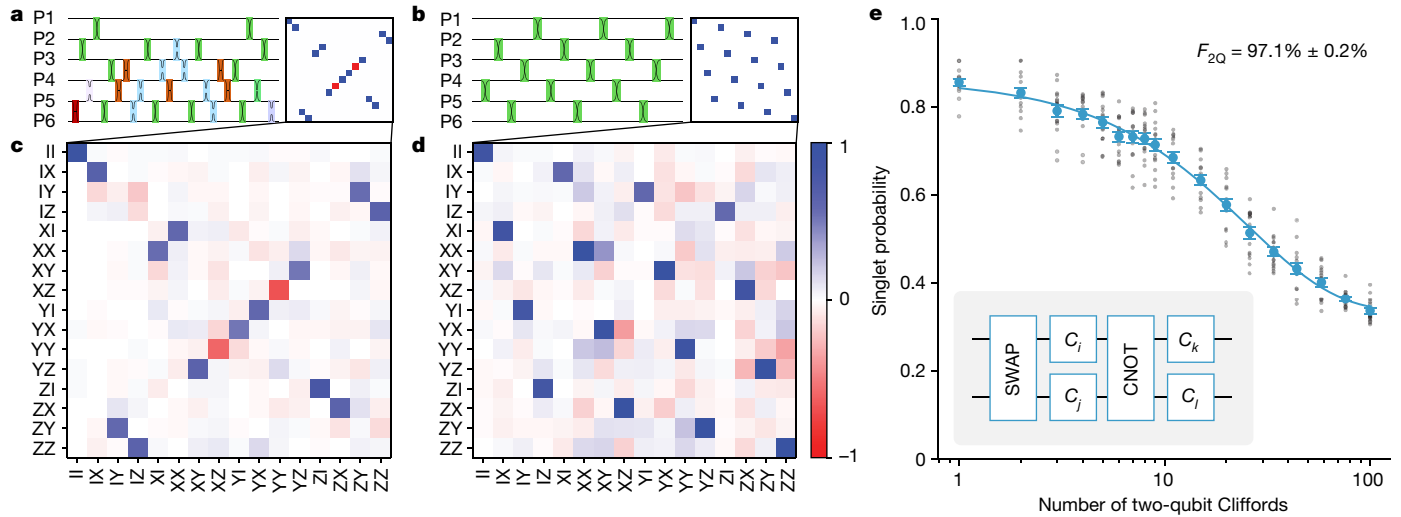 a
P1
P2
P3
P4
P5
P6
b
P1
P2
P3
P4
P5
P6
c
II
IX
IY
IZ
XI
XX
XY
XZ
YI
YX
YY
YZ
ZI
ZX
ZY
ZZ
II
IX
IY
IZ
XI
XX
XY
XZ
YI
YX
YY
YZ
ZI
ZX
ZY
ZZ
d
II
IX
IY
IZ
XI
XX
XY
XZ
YI
YX
YY
YZ
ZI
ZX
ZY
ZZ
II
IX
IY
IZ
XI
XX
XY
XZ
YI
YX
YY
YZ
ZI
ZX
ZY
ZZ
1
0
−1
e
F2Q = 97.1% ± 0.2%
Singlet probability
1.0
0.8
0.6
0.4
0.2
0
SWAP
Ci
Cj
CNOT
Ck
Cl
1
10
100
Number of two-qubit Cliffords